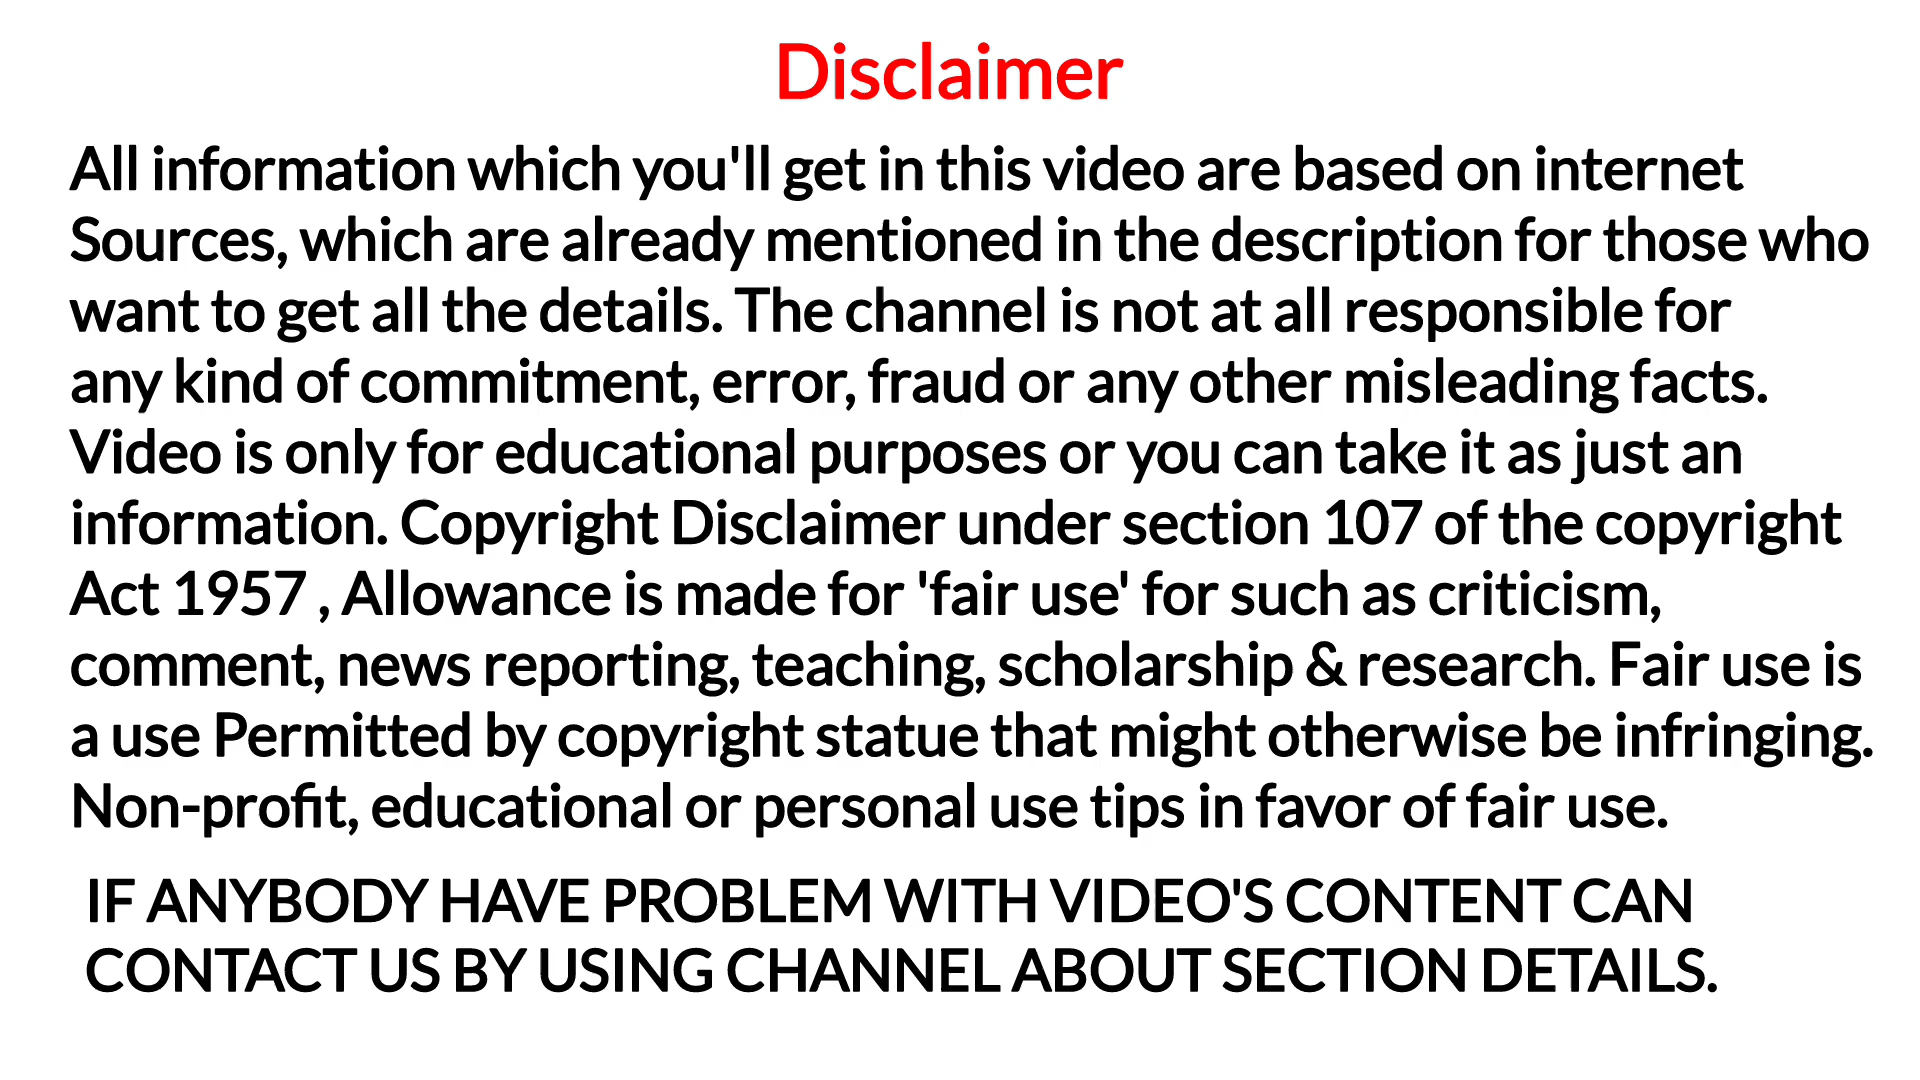 Disclaimer
All information which you'll get in this video are based on internet
Sources, which are already mentioned in the description for those who
want to get all the details. The channel is not at all responsible for
any kind of commitment, error, fraud or any other misleading facts.
Video is only for educational purposes or you can take it as just an
information. Copyright Disclaimer under section 107 of the copyright
Act 1957 , Allowance is made for 'fair use' for such as criticism,
comment, news reporting, teaching, scholarship & research. Fair use is
a use Permitted by copyright statue that might otherwise be infringing.
Non-profit, educational or personal use tips in favor of fair use.
IF ANYBODY HAVE PROBLEM WITH VIDEO'S CONTENT CAN
CONTACT US BY USING CHANNEL ABOUT SECTION DETAILS.